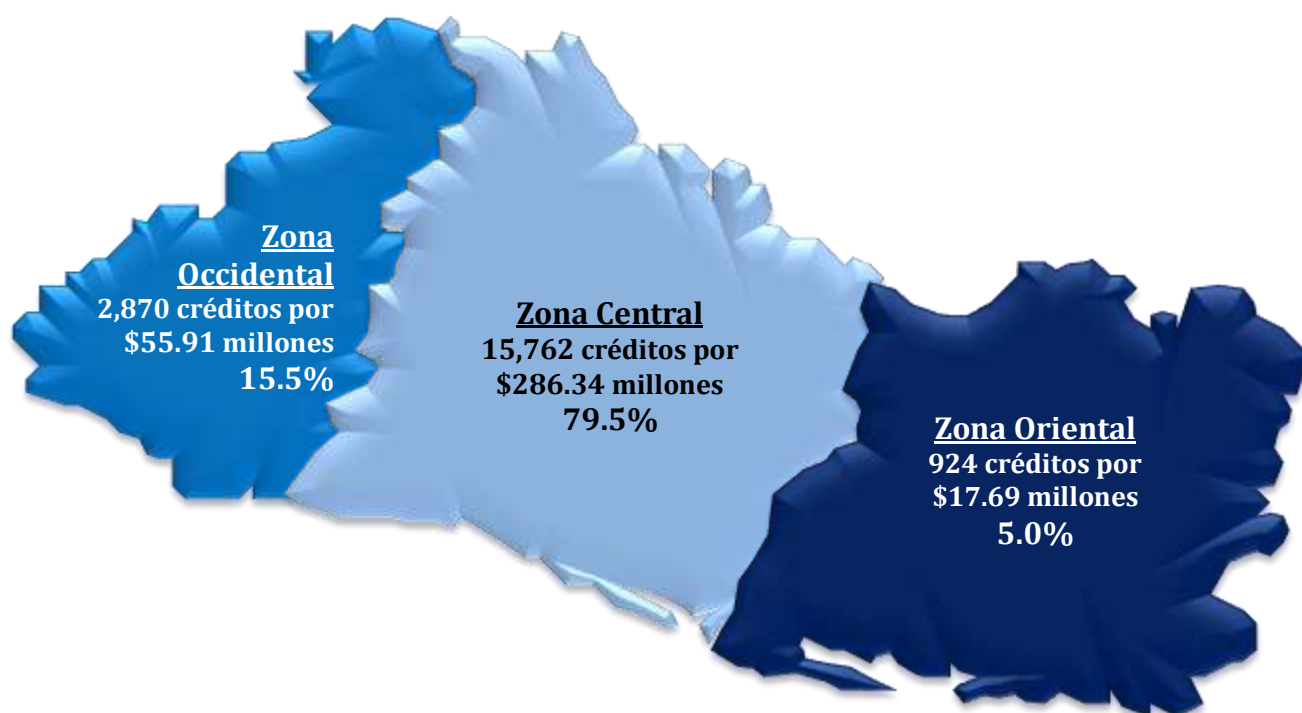 Zona
Occidental
2,870 créditos por
$55.91 millones
15.5%
Zona Central
15,762 créditos por
$286.34 millones
79.5%
Zona Oriental
924 créditos por
$17.69 millones
5.0%